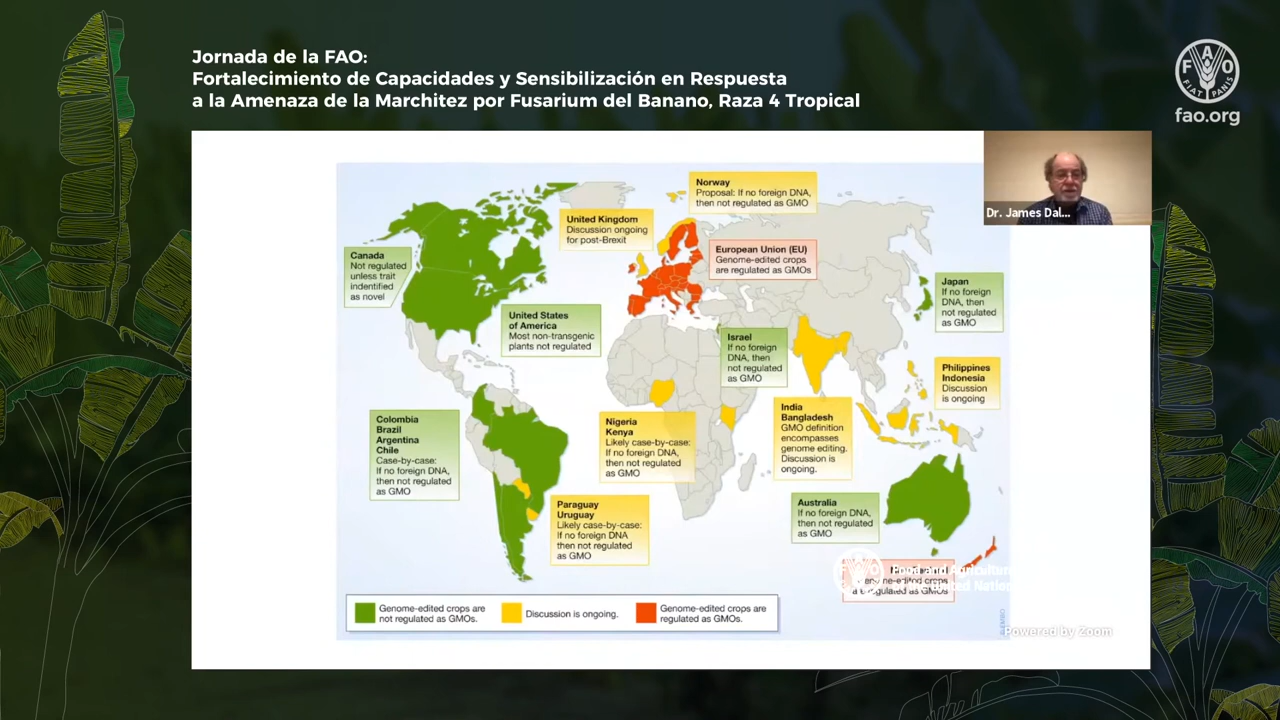 Jornada de la FAO:
Fortalecimiento de Capacidades y Sensibilización en Respuesta
a la Amenaza de la Marchitez por Fusarium del Banano, Raza 4 Tropical
F A O
FIAT PANIS
fao.org
Dr. James Dal...
Norway
Proposal: If no foreign DNA,
then not regulated as GMO
United Kingdom
Discussion ongoing
for post-Brexit
European Union (EU)
Genome-edited crops
are regulated as GMOs
Canada
Not regulated
unless trait
indentified
as novel
United States
of America
Most non-transgenic
plants not regulated
Israel
If no foreign
DNA, then
not regulated
as GMO
Japan
If no foreign
DNA, then
not regulated
as GMO
Philippines
Indonesia
Discussion
is ongoing
Colombia
Brazil
Argentina
Chile
Case-by-case:
If no foreign DNA,
then not regulated
as GMO
Nigeria
Kenya
Likely case-by-case:
If no foreign DNA,
then not regulated
as GMO
India
Bangladesh
GMO definition
encompasses
genome editing.
Discussion is
ongoing.
Paraguay
Uruguay
Likely case-by-case:
If no foreign DNA
then not regulated
as GMO
Australia
If no foreign DNA,
then not regulated
as GMO
Food and Agricultur
United Nation
genome-edited crops
are regulated as GMOs
Genome-edited crops are
not regulated as GMOs.
Discussion is ongoing.
Genome-edited crops are
regulated as GMOs.
Powered by Zoom